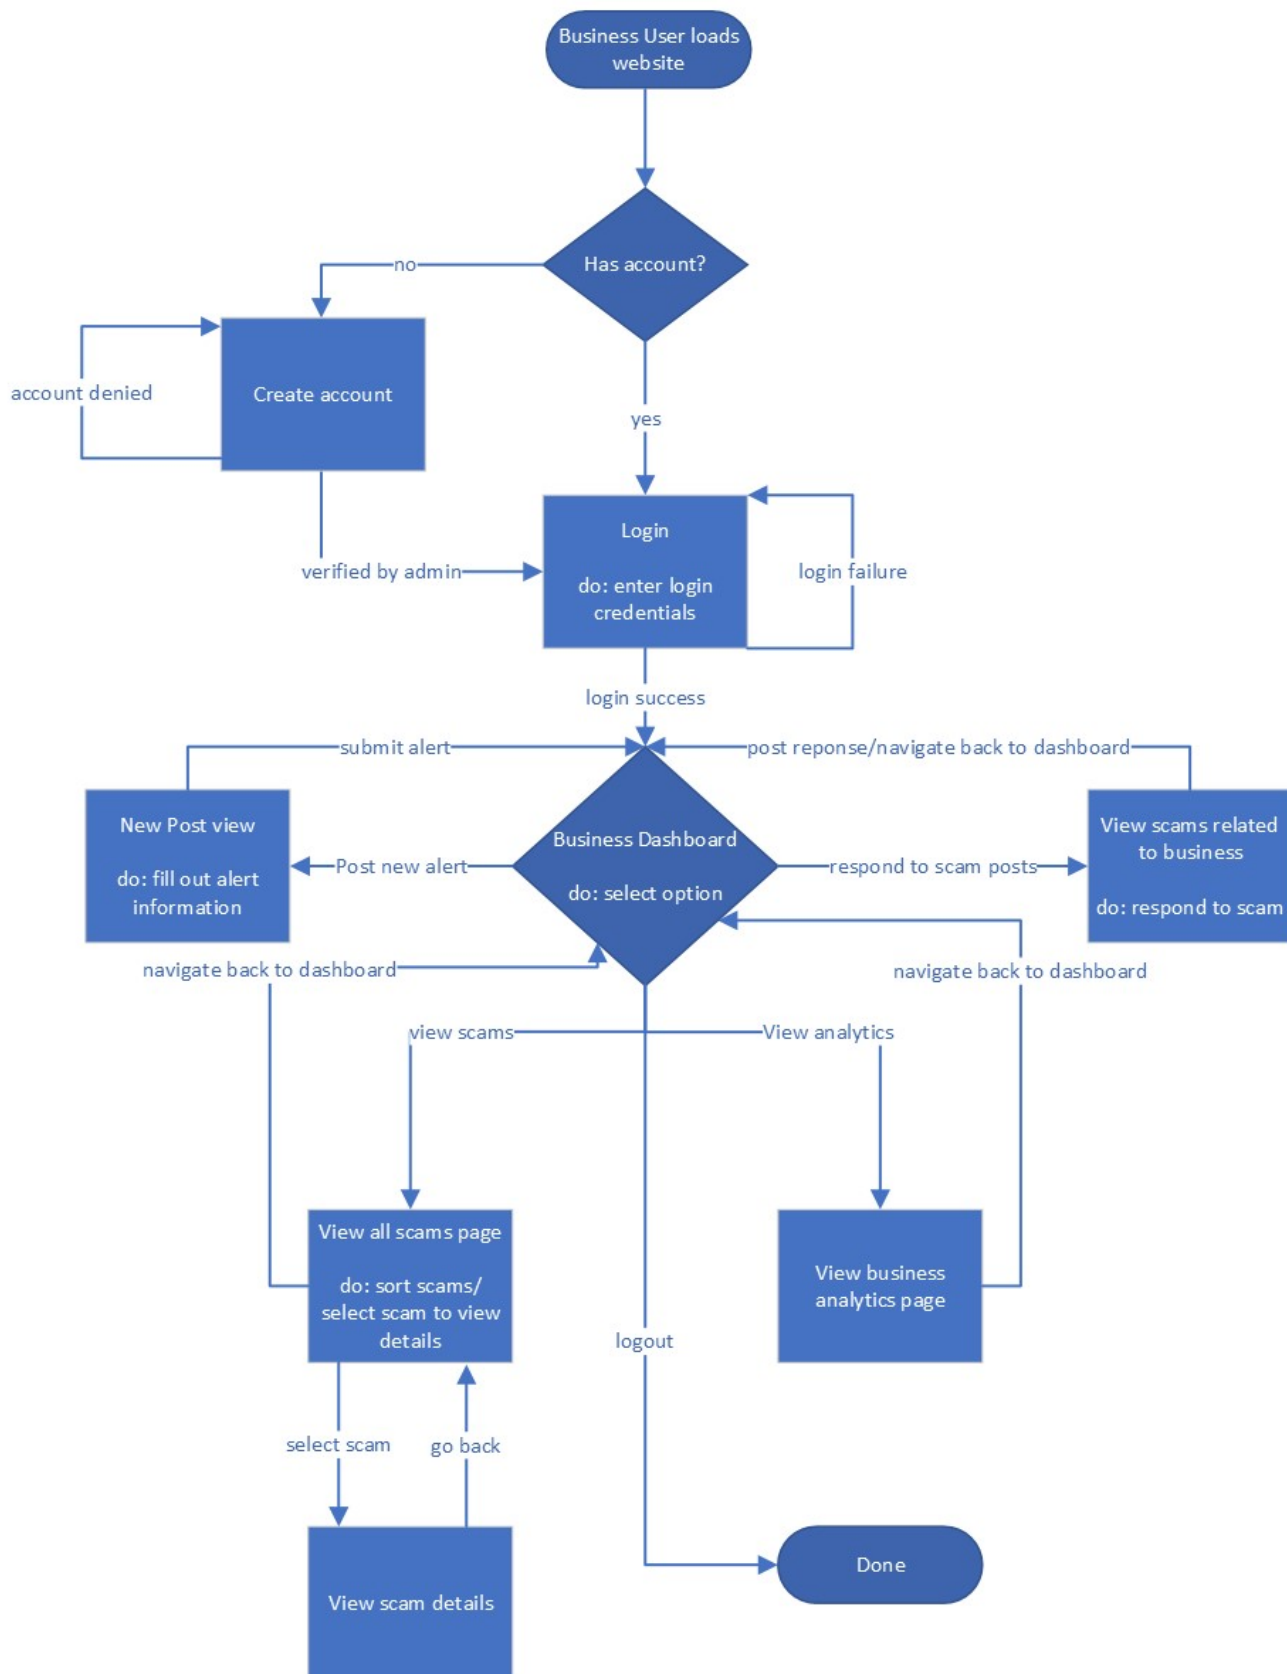 Business User loads
website
Has account?
no
account denied
Create account
yes
Login
do: enter login
credentials
login failure
verified by admin
login success
submit alert
post reponse/navigate back to dashboard
New Post view
do: fill out alert
information
Post new alert
Business Dashboard
do: select option
respond to scam posts
View scams related
to business
do: respond to scam
navigate back to dashboard
navigate back to dashboard
view scams
View analytics
View all scams page
do: sort scams/
select scam to view
details
View business
analytics page
logout
select scam
go back
View scam details
Done